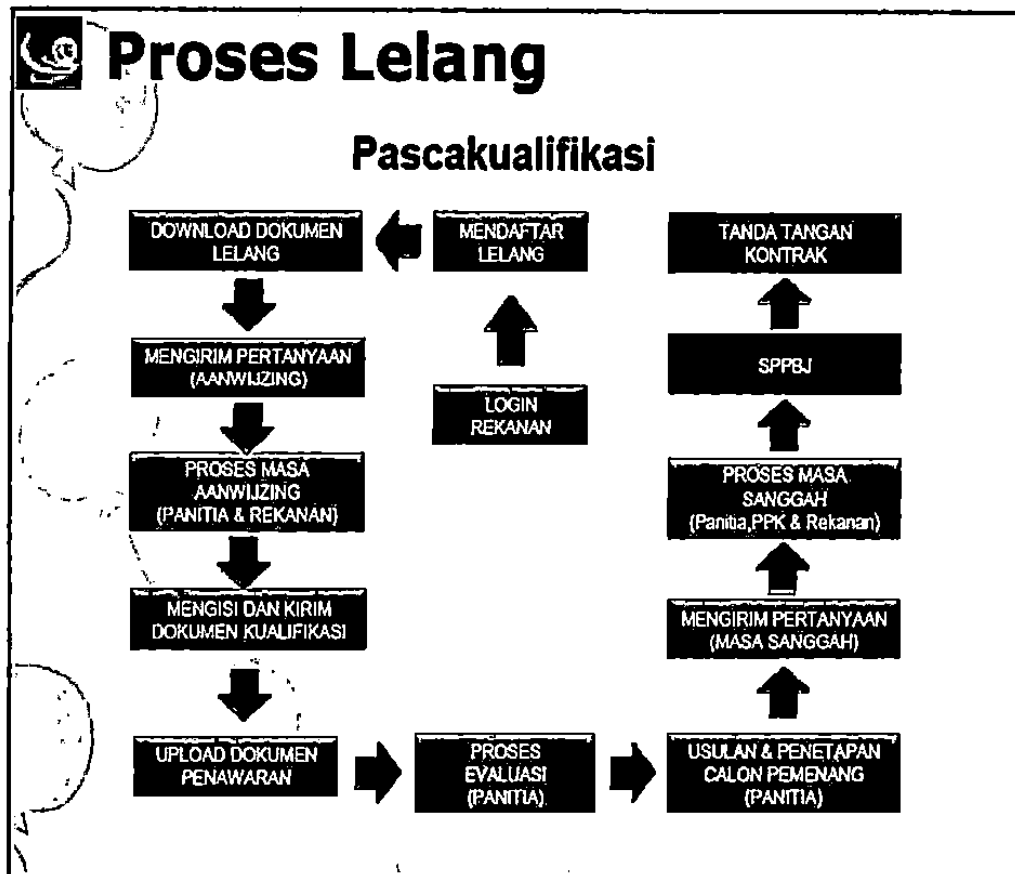 Proses Lelang
Pascakualifikasi
DOWNLOAD DOKUMEN
LELANG
MENDAFTAR
LELANG
TANDA TANGAN
KONTRAK
MENGIRIM PERTANYAAN
(AANWIJZING)
LOGIN
REKANAN
SPPBJ
PROSES MASA
AANWIJZING
(PANITIA & REKANAN)
PROSES MASA
SANGGAH
(Panitia,PPK & Rekanan)
MENGISI DAN KIRIM
DOKUMEN KUALIFIKASI
MENGIRIM PERTANYAAN
(MASA SANGGAH)
UPLOAD DOKUMEN
PENAWARAN
PROSES
EVALUASI
(PANITIA)
USULAN & PENETAPAN
CALON PEMENANG
(PANITIA)